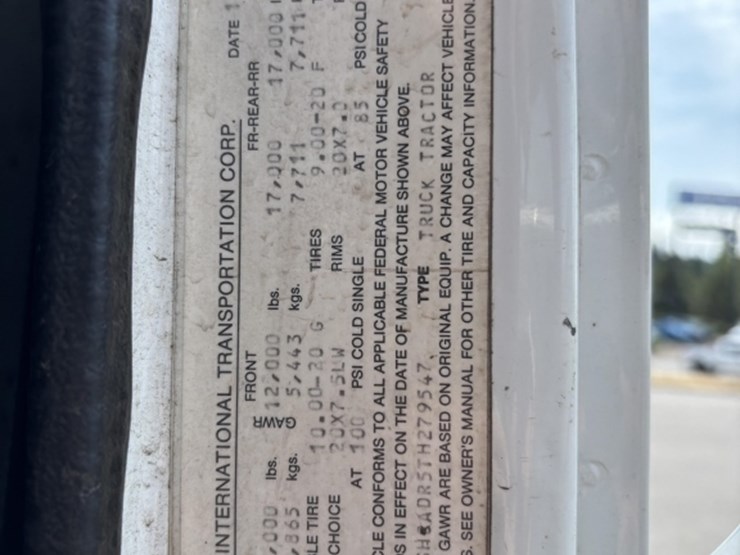 INTERNATIONAL TRANSPORTATION CORP. DATE 1
FRONT FR-REAR-RR
,000 lbs. GAWR 12,000 lbs. 17,000 17,000
,865 kgs. 5,443 kgs. 7,711 7,711
LE TIRE 10.00-20 G TIRES 9.00-20 F
CHOICE 20X7.5LW RIMS 20X7.0
AT 100 PSI COLD SINGLE AT 85 PSI COLD
CLE CONFORMS TO ALL APPLICABLE FEDERAL MOTOR VEHICLE SAFETY
S IN EFFECT ON THE DATE OF MANUFACTURE SHOWN ABOVE.
TYPE TRUCK TRACTOR
GAWR ARE BASED ON ORIGINAL EQUIP. A CHANGE MAY AFFECT VEHICLE
S. SEE OWNER'S MANUAL FOR OTHER TIRE AND CAPACITY INFORMATION.